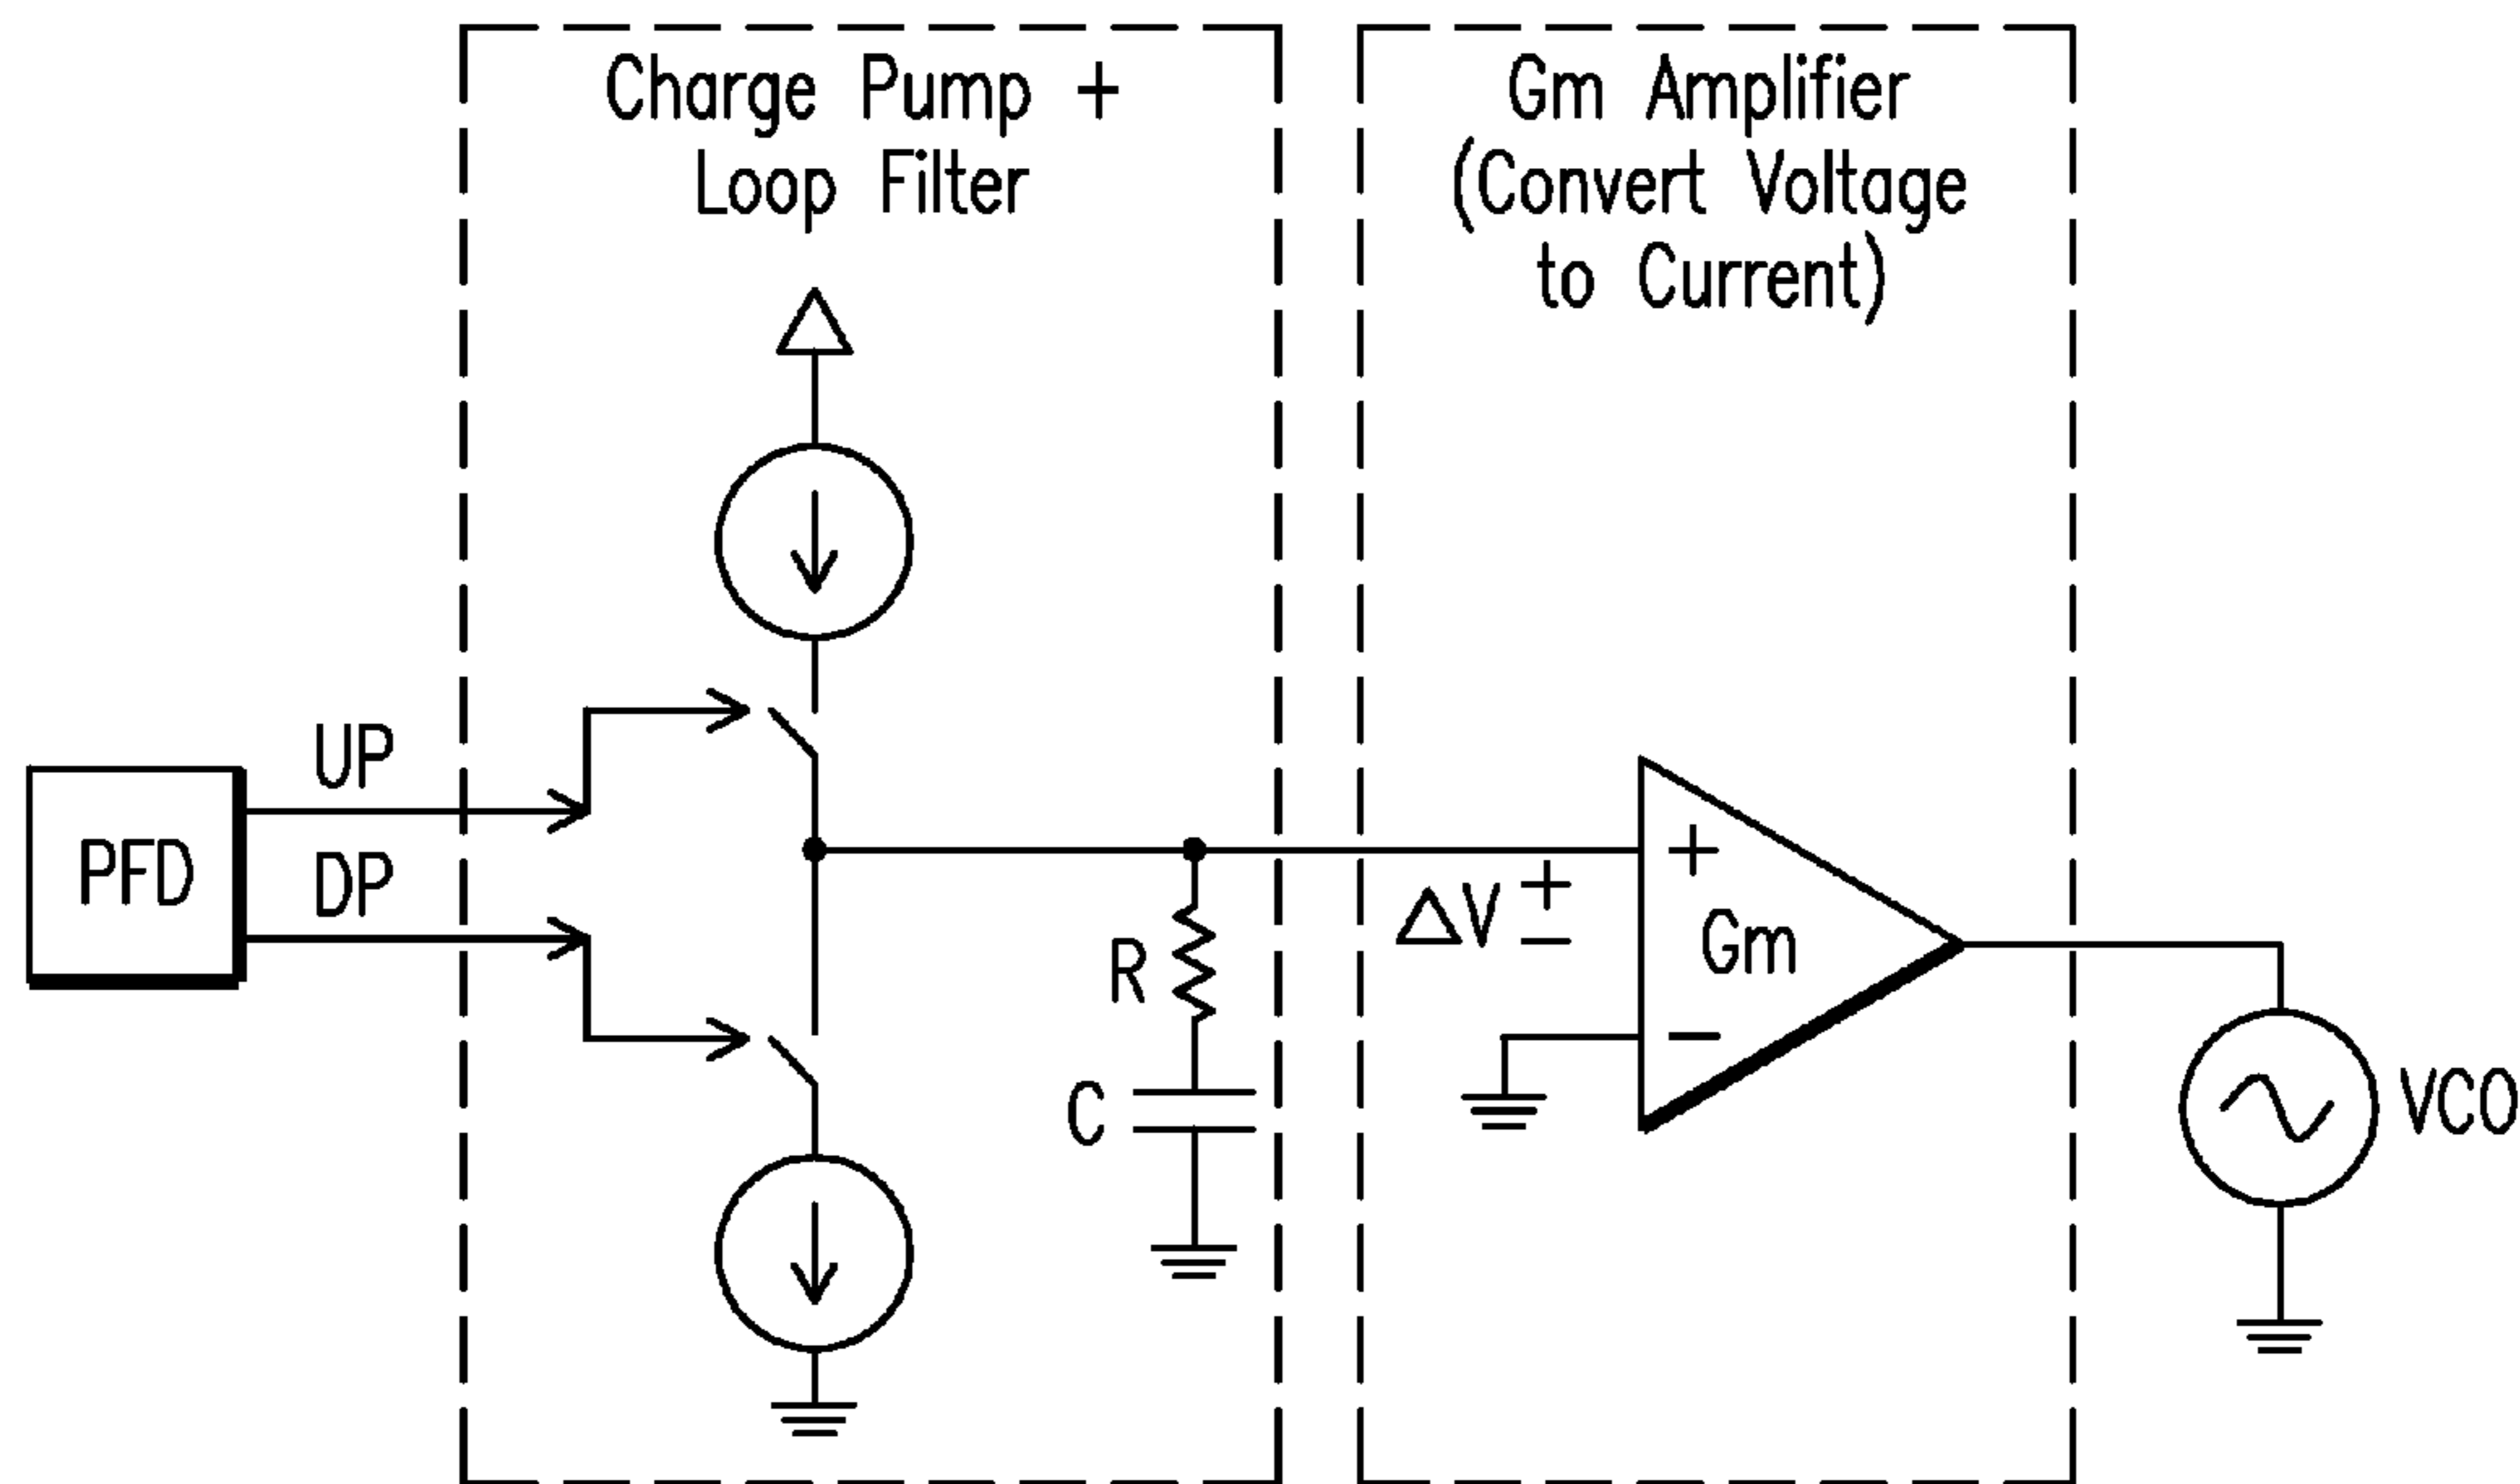 Charge Pump +
Loop Filter
Gm Amplifier
(Convert Voltage
to Current)
UP
PFD
DP
R
C
ΔV + −
+
Gm
−
VCO